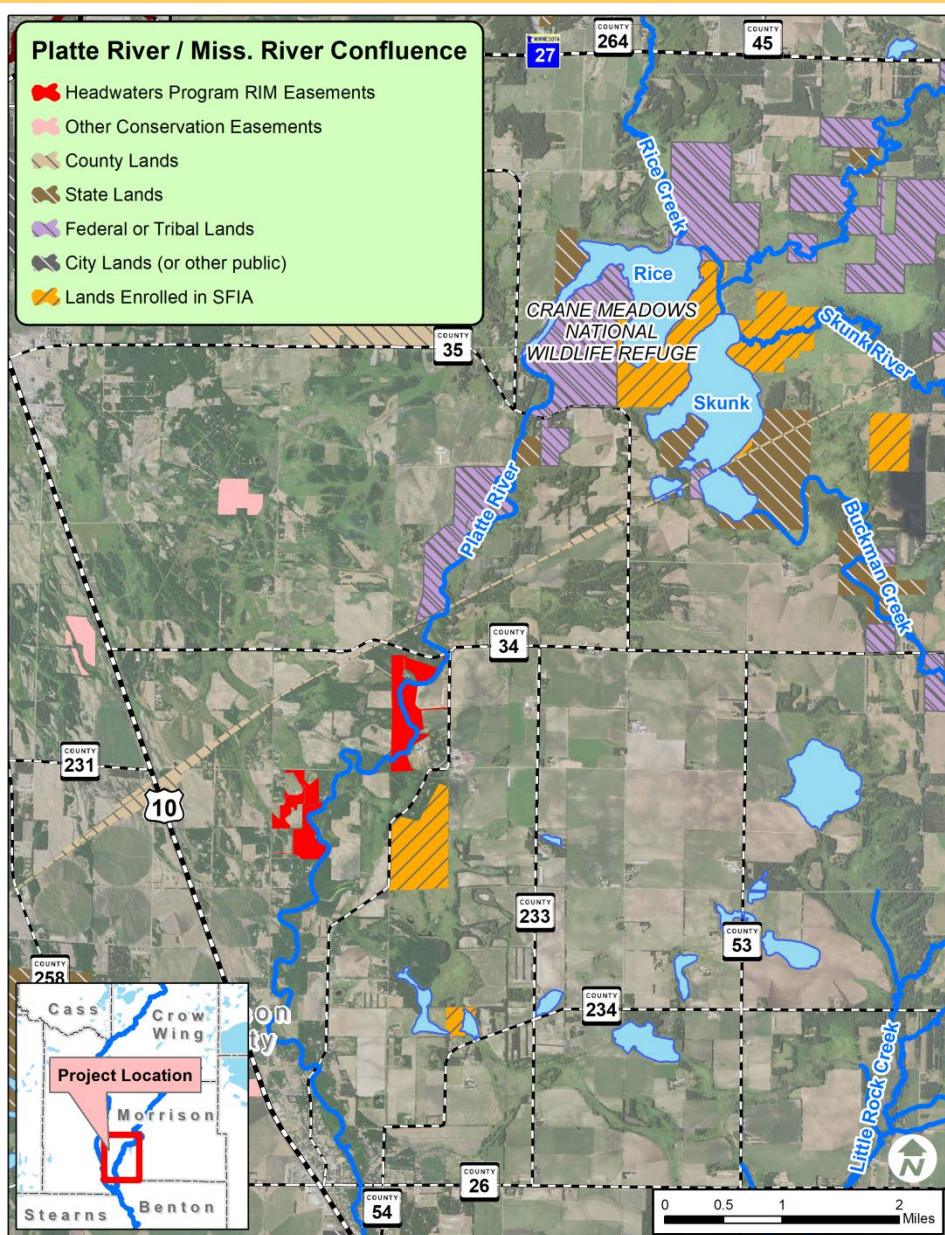 Platte River / Miss. River Confluence
Headwaters Program RIM Easements
Other Conservation Easements
County Lands
State Lands
Federal or Tribal Lands
City Lands (or other public)
Lands Enrolled in SFIA
MINNESOTA
27
COUNTY
264
COUNTY
45
Rice Creek
Rice
CRANE MEADOWS
NATIONAL
WILDLIFE REFUGE
COUNTY
35
Skunk River
Skunk
Platte River
Buckman Creek
COUNTY
34
COUNTY
231
10
COUNTY
233
COUNTY
53
COUNTY
258
COUNTY
234
Little Rock Creek
Cass
Crow
Wing
Project Location
Morrison
Stearns
Benton
on
ty
COUNTY
26
COUNTY
54
N
0 0.5 1 2
Miles